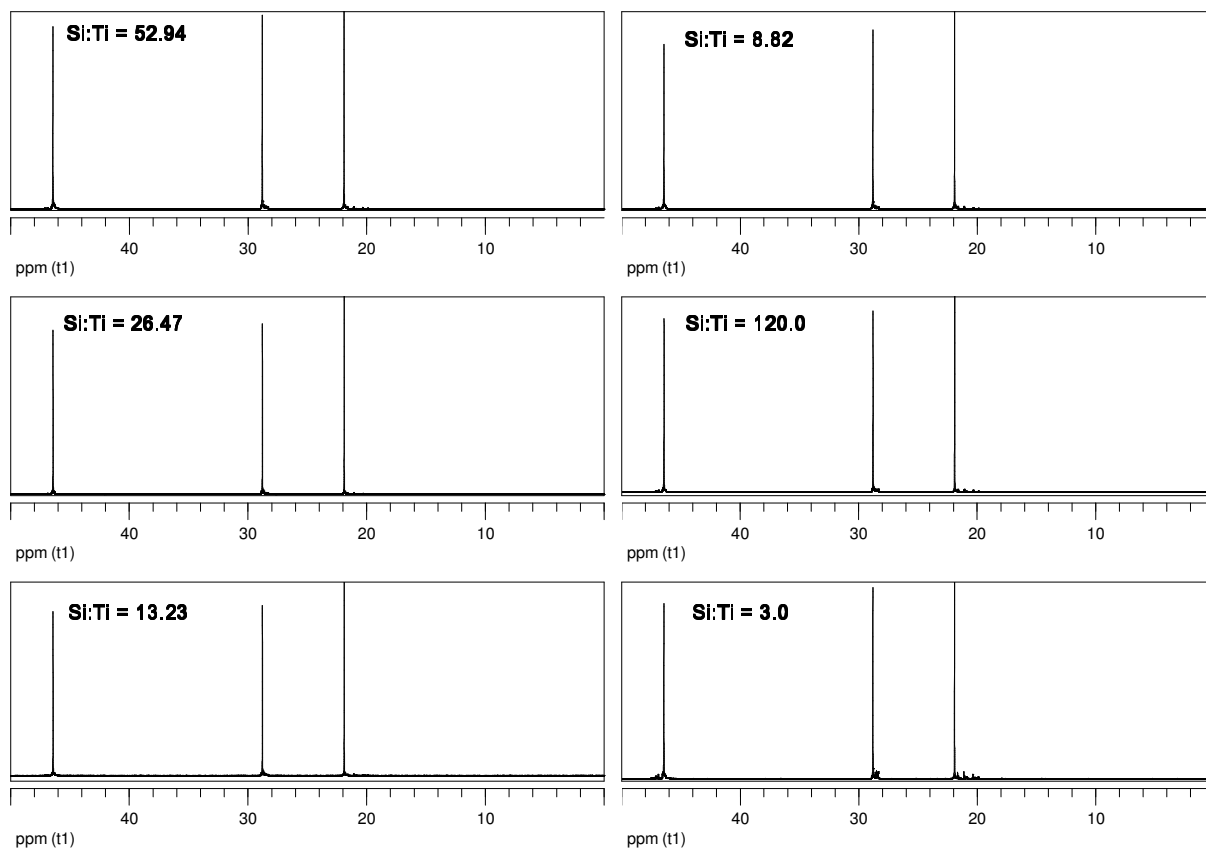 Si:Ti = 52.94
40 30 20 10
ppm (t1)
Si:Ti = 8.82
40 30 20 10
ppm (t1)
Si:Ti = 26.47
40 30 20 10
ppm (t1)
Si:Ti = 120.0
40 30 20 10
ppm (t1)
Si:Ti = 13.23
40 30 20 10
ppm (t1)
Si:Ti = 3.0
40 30 20 10
ppm (t1)